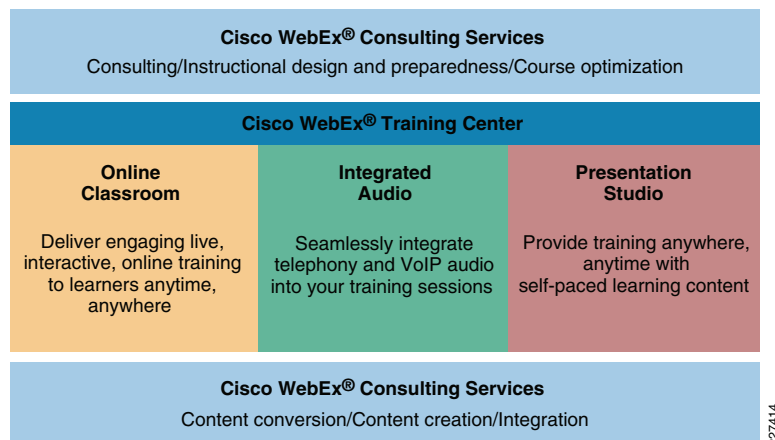 Cisco WebEx® Consulting Services
Consulting/Instructional design and preparedness/Course optimization
Cisco WebEx® Training Center
Online
Classroom
Deliver engaging live,
interactive, online training
to learners anytime,
anywhere
Integrated
Audio
Seamlessly integrate
telephony and VoIP audio
into your training sessions
Presentation
Studio
Provide training anywhere,
anytime with
self-paced learning content
Cisco WebEx® Consulting Services
Content conversion/Content creation/Integration
27414